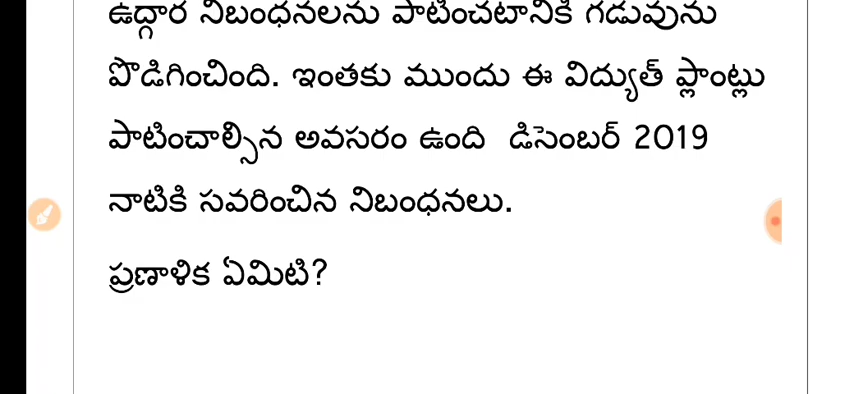 ఉద్గార నిబంధనలను పాటించటానికి గడువును
పొడిగించింది. ఇంతకు ముందు ఈ విద్యుత్ ప్లాంట్లు
పాటించాల్సిన అవసరం ఉంది డిసెంబర్ 2019
నాటికి సవరించిన నిబంధనలు.
ప్రణాళిక ఏమిటి?